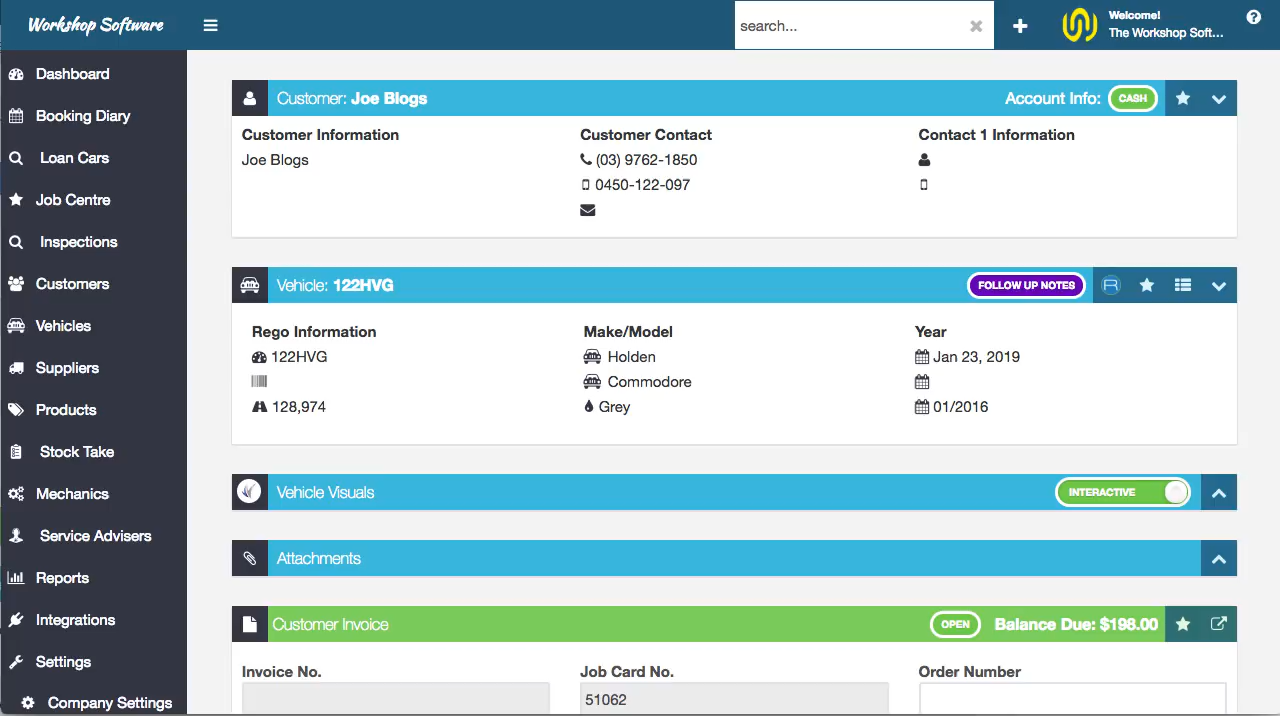 Workshop Software
search...
Welcome!
The Workshop Soft...
Dashboard
Booking Diary
Loan Cars
Job Centre
Inspections
Customers
Vehicles
Suppliers
Products
Stock Take
Mechanics
Service Advisers
Reports
Integrations
Settings
Company Settings
Customer: Joe Blogs
Account Info: CASH
Customer Information
Customer Contact
Contact 1 Information
Joe Blogs
(03) 9762-1850
0450-122-097
Vehicle: 122HVG
FOLLOW UP NOTES
Rego Information
Make/Model
Year
122HVG
Holden
Jan 23, 2019
Commodore
128,974
Grey
01/2016
Vehicle Visuals
INTERACTIVE
Attachments
Customer Invoice
OPEN
Balance Due: $198.00
Invoice No.
Job Card No.
Order Number
51062